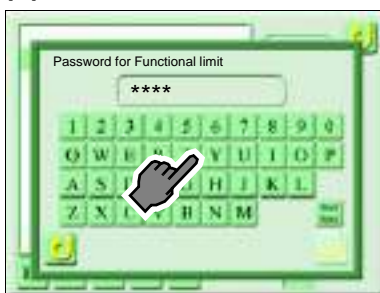 Password for Functional limit
****
1 2 3 4 5 6 7 8 9 0
Q W E Y U I O P
A S H J K L
Z X B N M